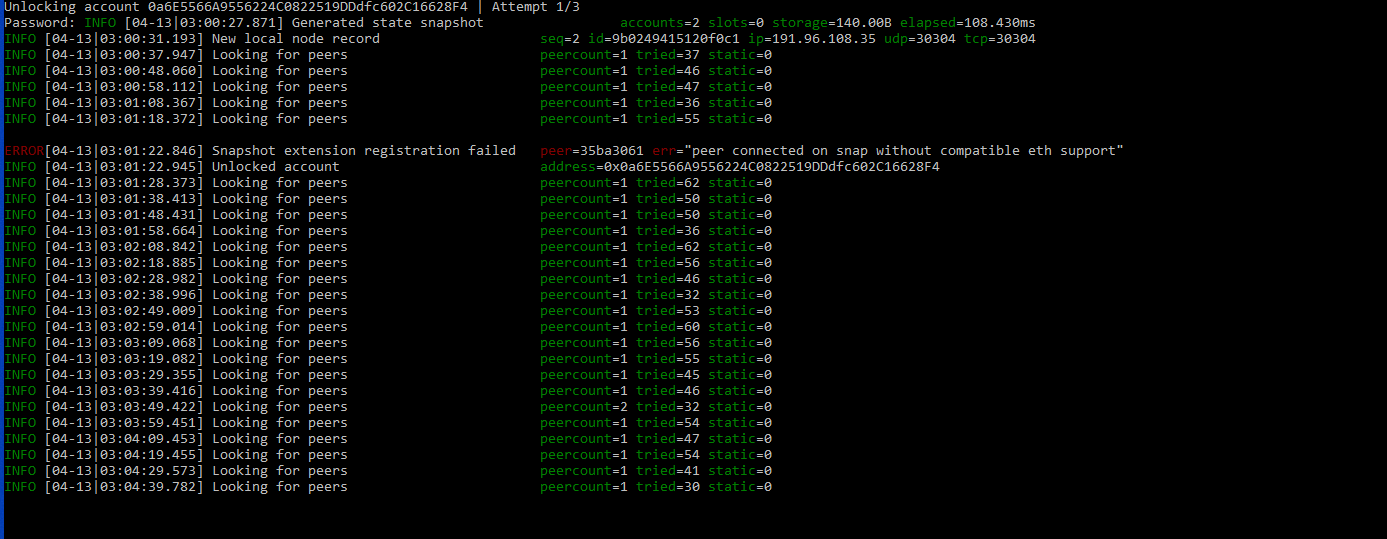 Unlocking account 0a6E5566A9556224C0822519DDdfc602C16628F4 | Attempt 1/3
Password: INFO [04-13|03:00:27.871] Generated state snapshot accounts=2 slots=0 storage=140.00B elapsed=108.430ms
INFO [04-13|03:00:31.193] New local node record seq=2 id=9b0249415120f0c1 ip=191.96.108.35 udp=30304 tcp=30304
INFO [04-13|03:00:37.947] Looking for peers peercount=1 tried=37 static=0
INFO [04-13|03:00:48.060] Looking for peers peercount=1 tried=46 static=0
INFO [04-13|03:00:58.112] Looking for peers peercount=1 tried=47 static=0
INFO [04-13|03:01:08.367] Looking for peers peercount=1 tried=36 static=0
INFO [04-13|03:01:18.372] Looking for peers peercount=1 tried=55 static=0
ERROR[04-13|03:01:22.846] Snapshot extension registration failed peer=35ba3061 err="peer connected on snap without compatible eth support"
INFO [04-13|03:01:22.945] Unlocked account address=0x0a6E5566A9556224C0822519DDdfc602C16628F4
INFO [04-13|03:01:28.373] Looking for peers peercount=1 tried=62 static=0
INFO [04-13|03:01:38.413] Looking for peers peercount=1 tried=50 static=0
INFO [04-13|03:01:48.431] Looking for peers peercount=1 tried=50 static=0
INFO [04-13|03:01:58.664] Looking for peers peercount=1 tried=36 static=0
INFO [04-13|03:02:08.842] Looking for peers peercount=1 tried=62 static=0
INFO [04-13|03:02:18.885] Looking for peers peercount=1 tried=56 static=0
INFO [04-13|03:02:28.982] Looking for peers peercount=1 tried=46 static=0
INFO [04-13|03:02:38.996] Looking for peers peercount=1 tried=32 static=0
INFO [04-13|03:02:49.009] Looking for peers peercount=1 tried=53 static=0
INFO [04-13|03:02:59.014] Looking for peers peercount=1 tried=60 static=0
INFO [04-13|03:03:09.068] Looking for peers peercount=1 tried=56 static=0
INFO [04-13|03:03:19.082] Looking for peers peercount=1 tried=55 static=0
INFO [04-13|03:03:29.355] Looking for peers peercount=1 tried=45 static=0
INFO [04-13|03:03:39.416] Looking for peers peercount=1 tried=46 static=0
INFO [04-13|03:03:49.422] Looking for peers peercount=2 tried=32 static=0
INFO [04-13|03:03:59.451] Looking for peers peercount=1 tried=54 static=0
INFO [04-13|03:04:09.453] Looking for peers peercount=1 tried=47 static=0
INFO [04-13|03:04:19.455] Looking for peers peercount=1 tried=54 static=0
INFO [04-13|03:04:29.573] Looking for peers peercount=1 tried=41 static=0
INFO [04-13|03:04:39.782] Looking for peers peercount=1 tried=30 static=0